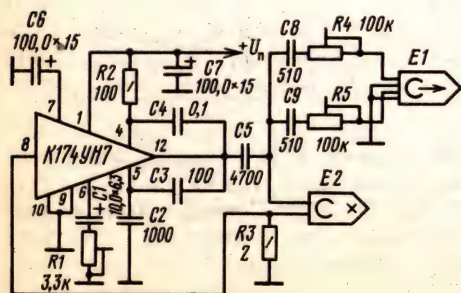 C6
100,0×15
+Uп
C8
R4 100к
E1
R2
100
C7
100,0×15
510
C9
R5
7
1
C4
0,1
4
C5
510
100к
8
К174УН7
12
4700
E2
5
C3
100
10
9
6
+C1
10,0×6,3
C2
1000
R3
2
R1
3,3к